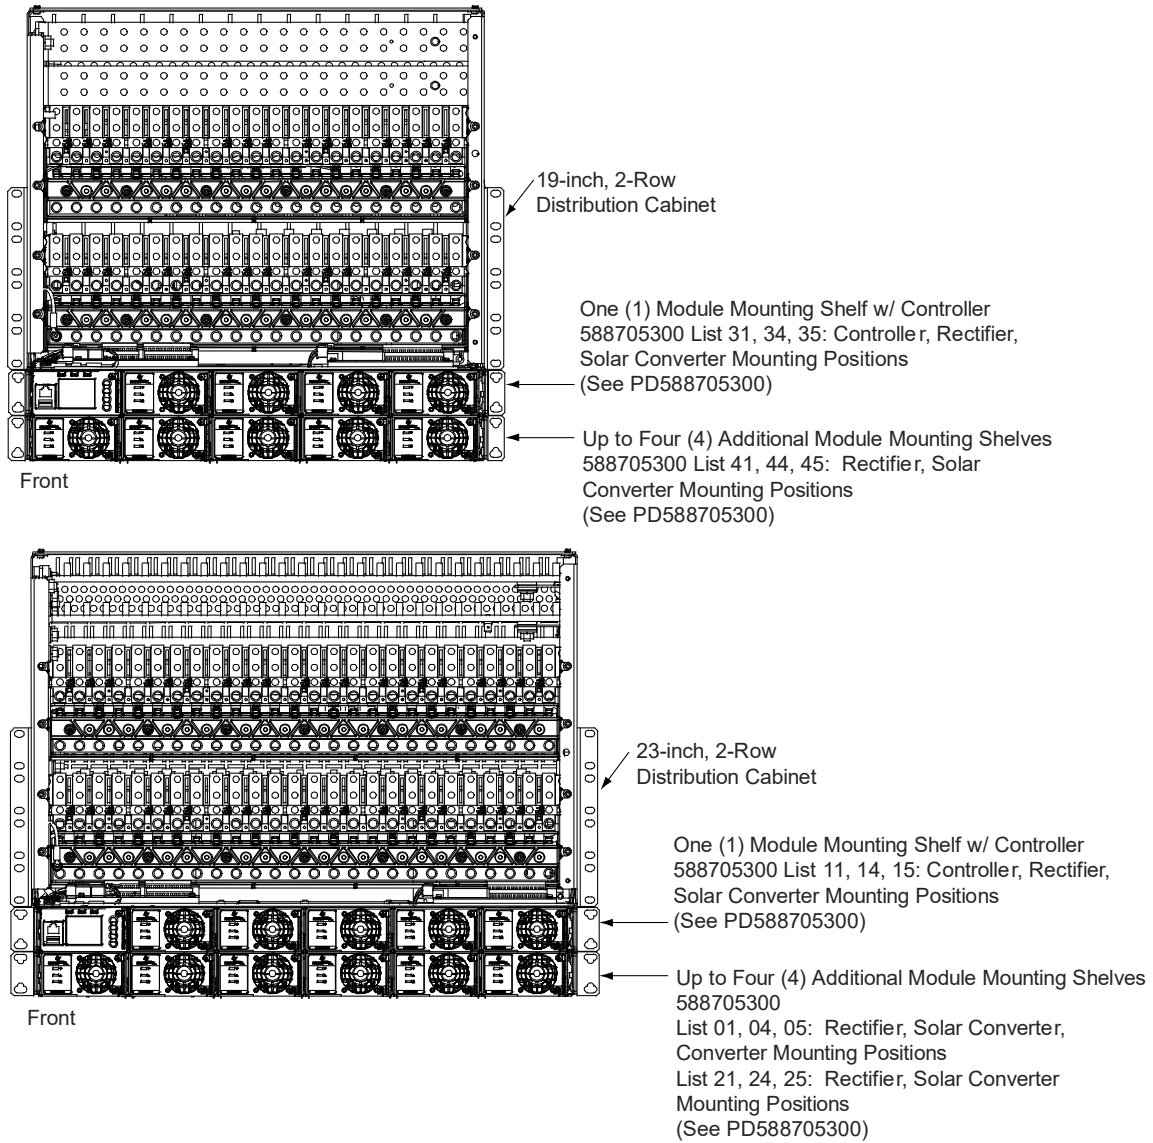 19-inch, 2-Row
Distribution Cabinet
One (1) Module Mounting Shelf w/ Controller
588705300 List 31, 34, 35: Controller, Rectifier,
Solar Converter Mounting Positions
(See PD588705300)
Up to Four (4) Additional Module Mounting Shelves
588705300 List 41, 44, 45: Rectifier, Solar
Converter Mounting Positions
(See PD588705300)
Front
23-inch, 2-Row
Distribution Cabinet
One (1) Module Mounting Shelf w/ Controller
588705300 List 11, 14, 15: Controller, Rectifier,
Solar Converter Mounting Positions
(See PD588705300)
Up to Four (4) Additional Module Mounting Shelves
588705300
List 01, 04, 05: Rectifier, Solar Converter,
Converter Mounting Positions
List 21, 24, 25: Rectifier, Solar Converter
Mounting Positions
(See PD588705300)
Front